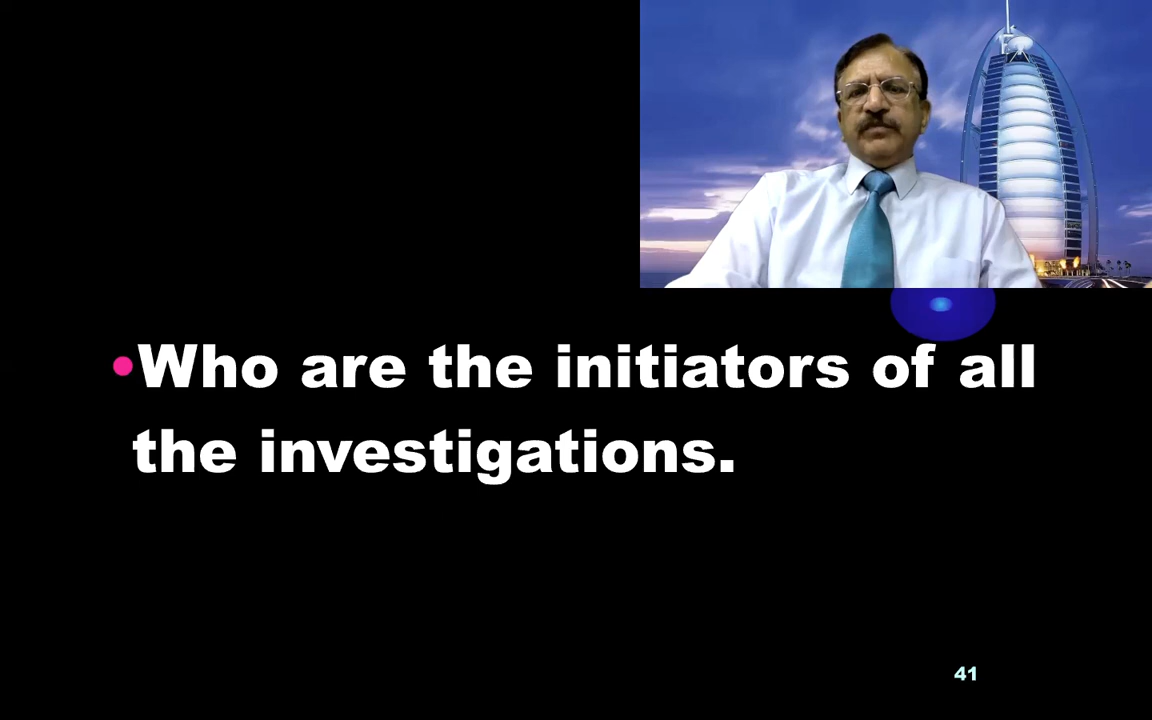 •Who are the initiators of all
the investigations.
41